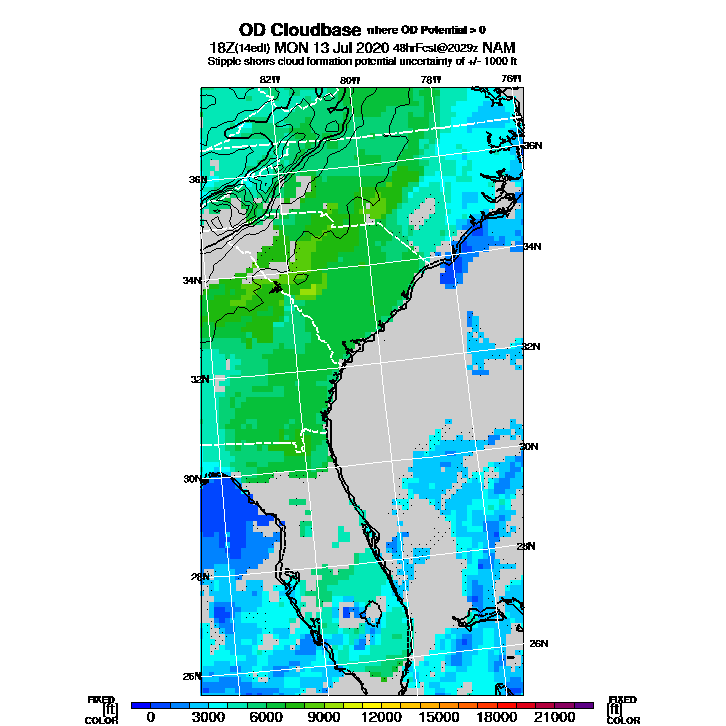 OD Cloudbase where OD Potential > 0
18Z(14edt) MON 13 Jul 2020 48hrFcst@2029z NAM
Stipple shows cloud formation potential uncertainty of +/- 1000 ft
82W 80W 78W 76W
36N 36N
34N 34N
32N 32N
30N 30N
28N 28N
26N 26N
FIXED FIXED
[ft] 0 3000 6000 9000 12000 15000 18000 21000 [ft]
COLOR COLOR